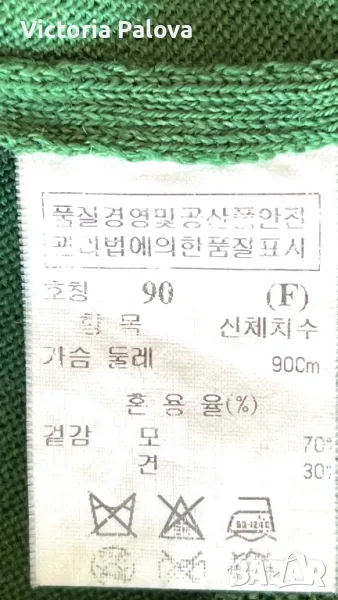 Victoria Palova
품질경영및공산품안전
관리법에의한품질표시
호칭 90 (F)
항 목 신체치수
가슴 둘레 90Cm
혼 용 율(%)
겉감 모 70
견 30
BAZAR